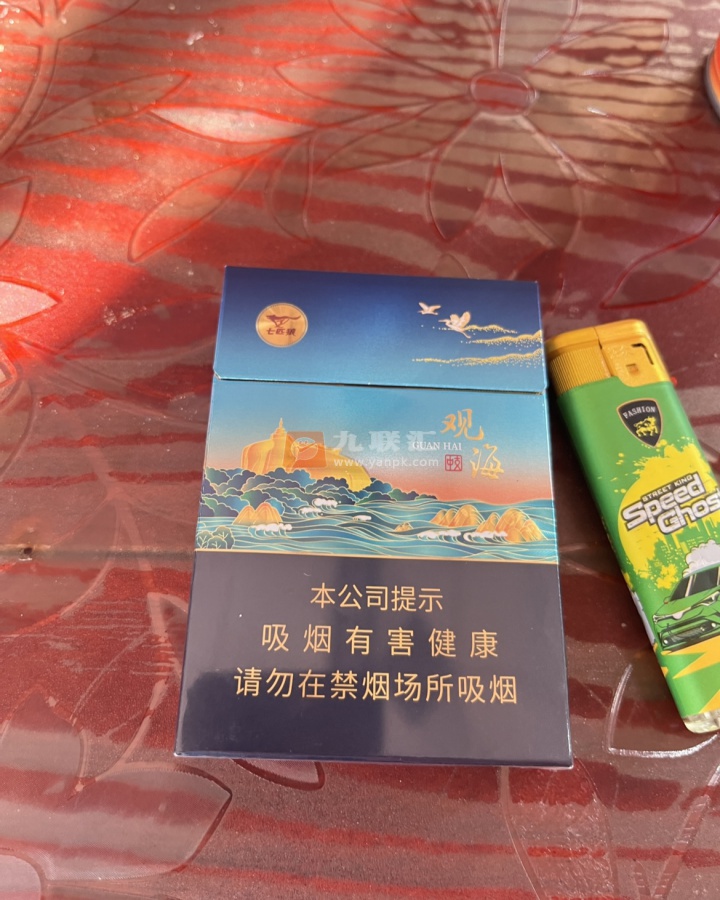 七匹狼
观海
GUAN HAI
九联汇
www.yanpk.com
本公司提示
吸烟有害健康
请勿在禁烟场所吸烟
FASHION
STREET KING
Speed
Ghos